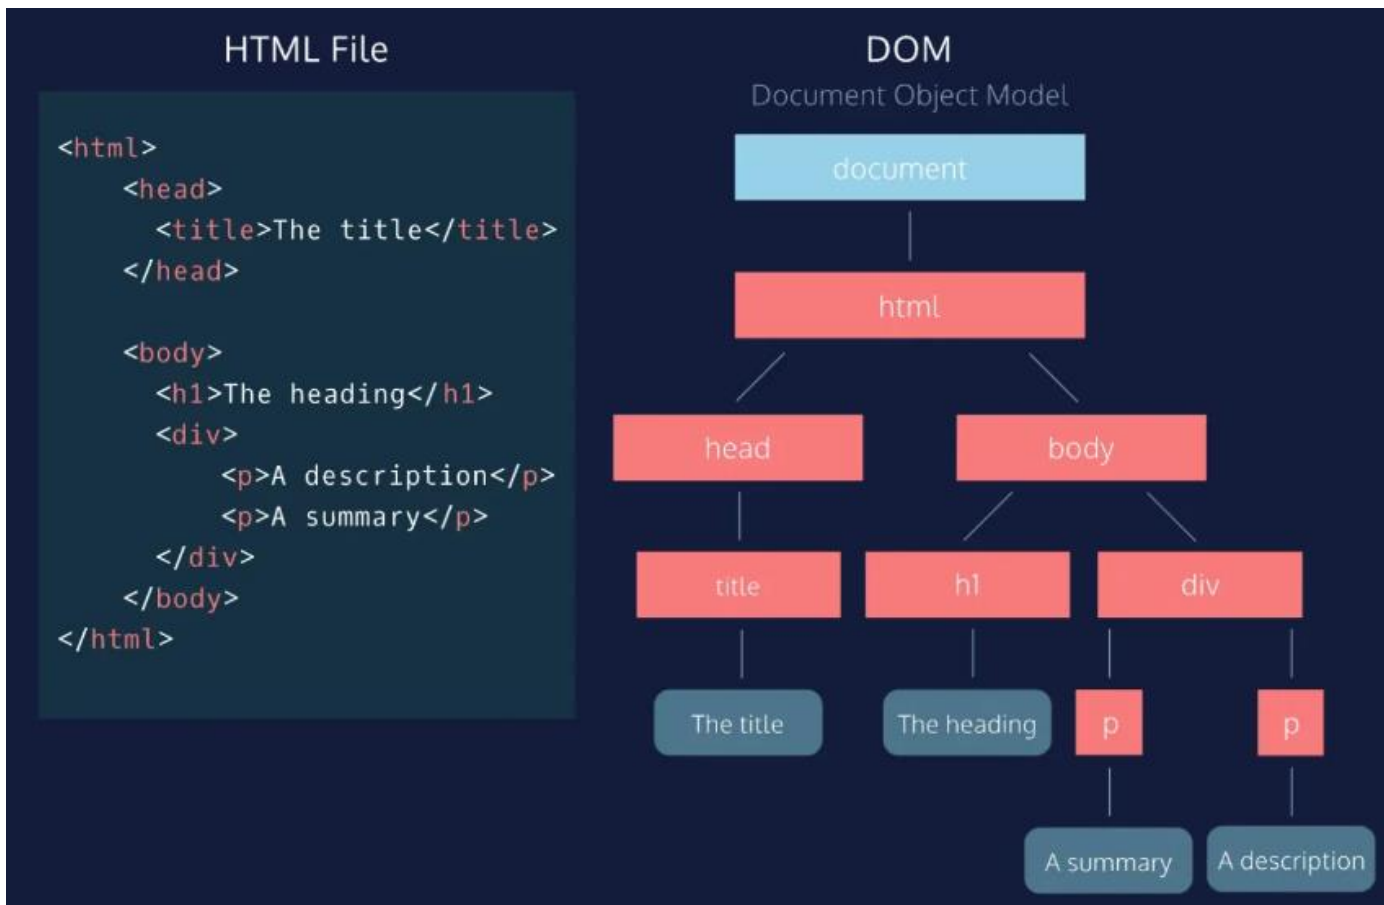 HTML File
<html>
<head>
<title>The title</title>
</head>
<body>
<h1>The heading</h1>
<div>
<p>A description</p>
<p>A summary</p>
</div>
</body>
</html>
DOM
Document Object Model
document
html
head body
title h1 div
The title The heading p p
A summary A description